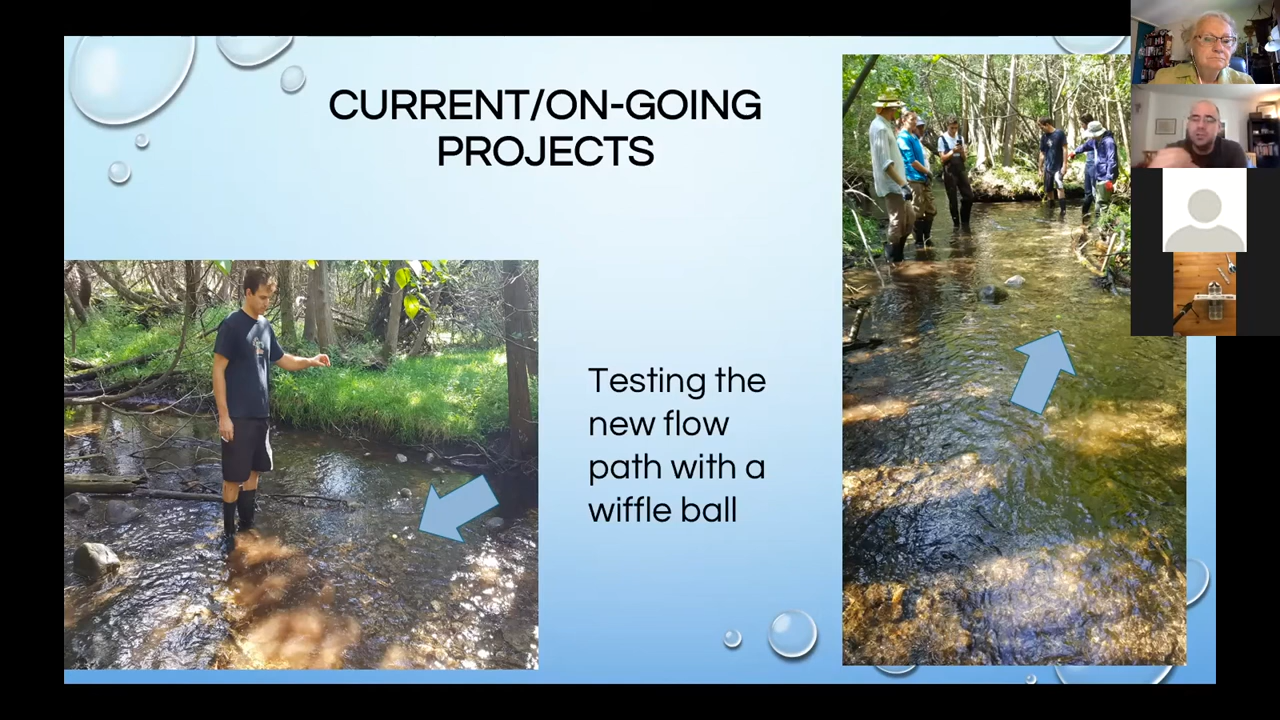 CURRENT/ON-GOING
PROJECTS
Testing the
new flow
path with a
wiffle ball